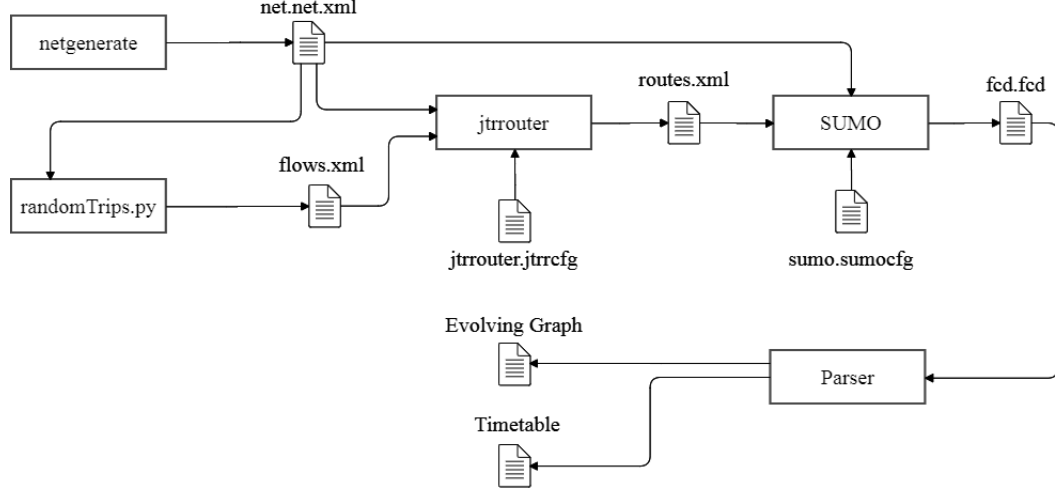 net.net.xml
netgenerate
routes.xml
fcd.fcd
jtrrouter
SUMO
flows.xml
randomTrips.py
jtrrouter.jtrrcfg
sumo.sumocfg
Evolving Graph
Parser
Timetable